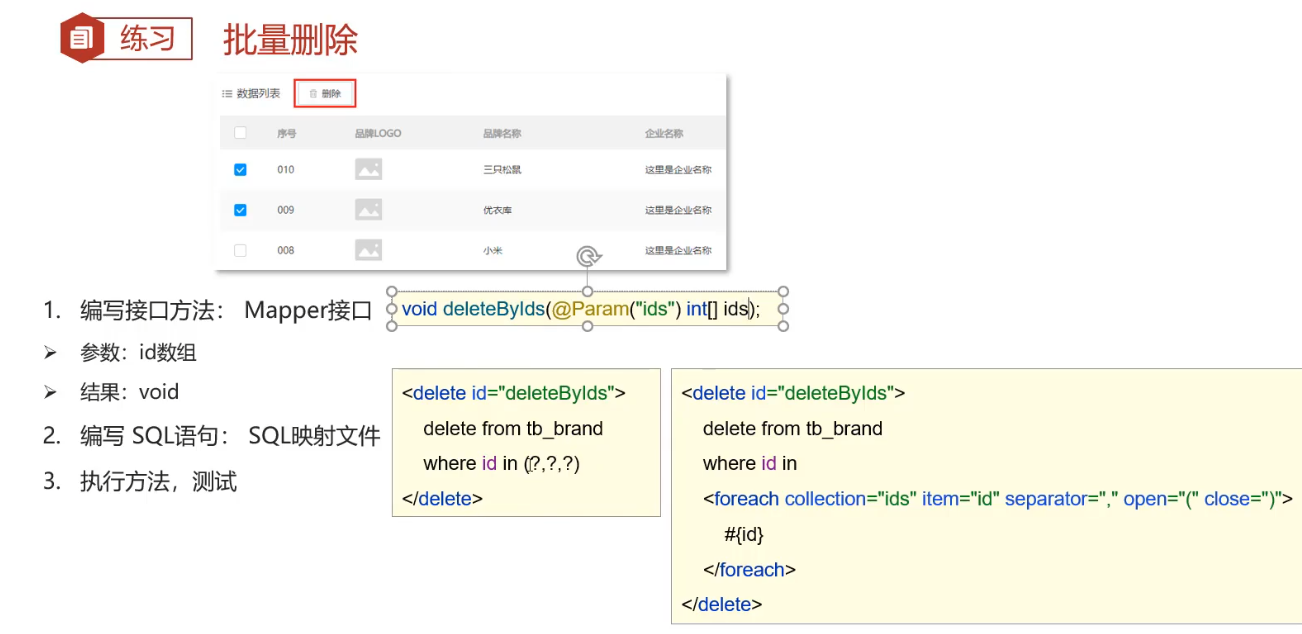 练习
批量删除
数据列表 删除
序号 品牌LOGO 品牌名称 企业名称
010 三只松鼠 这里是企业名称
009 优衣库 这里是企业名称
008 小米 这里是企业名称
1. 编写接口方法： Mapper接口
void deleteByIds(@Param("ids") int[] ids);
➢ 参数：id数组
➢ 结果：void
2. 编写 SQL语句： SQL映射文件
3. 执行方法，测试
<delete id="deleteByIds">
delete from tb_brand
where id in (?,?,?)
</delete>
<delete id="deleteByIds">
delete from tb_brand
where id in
<foreach collection="ids" item="id" separator="," open="(" close=")">
#{id}
</foreach>
</delete>